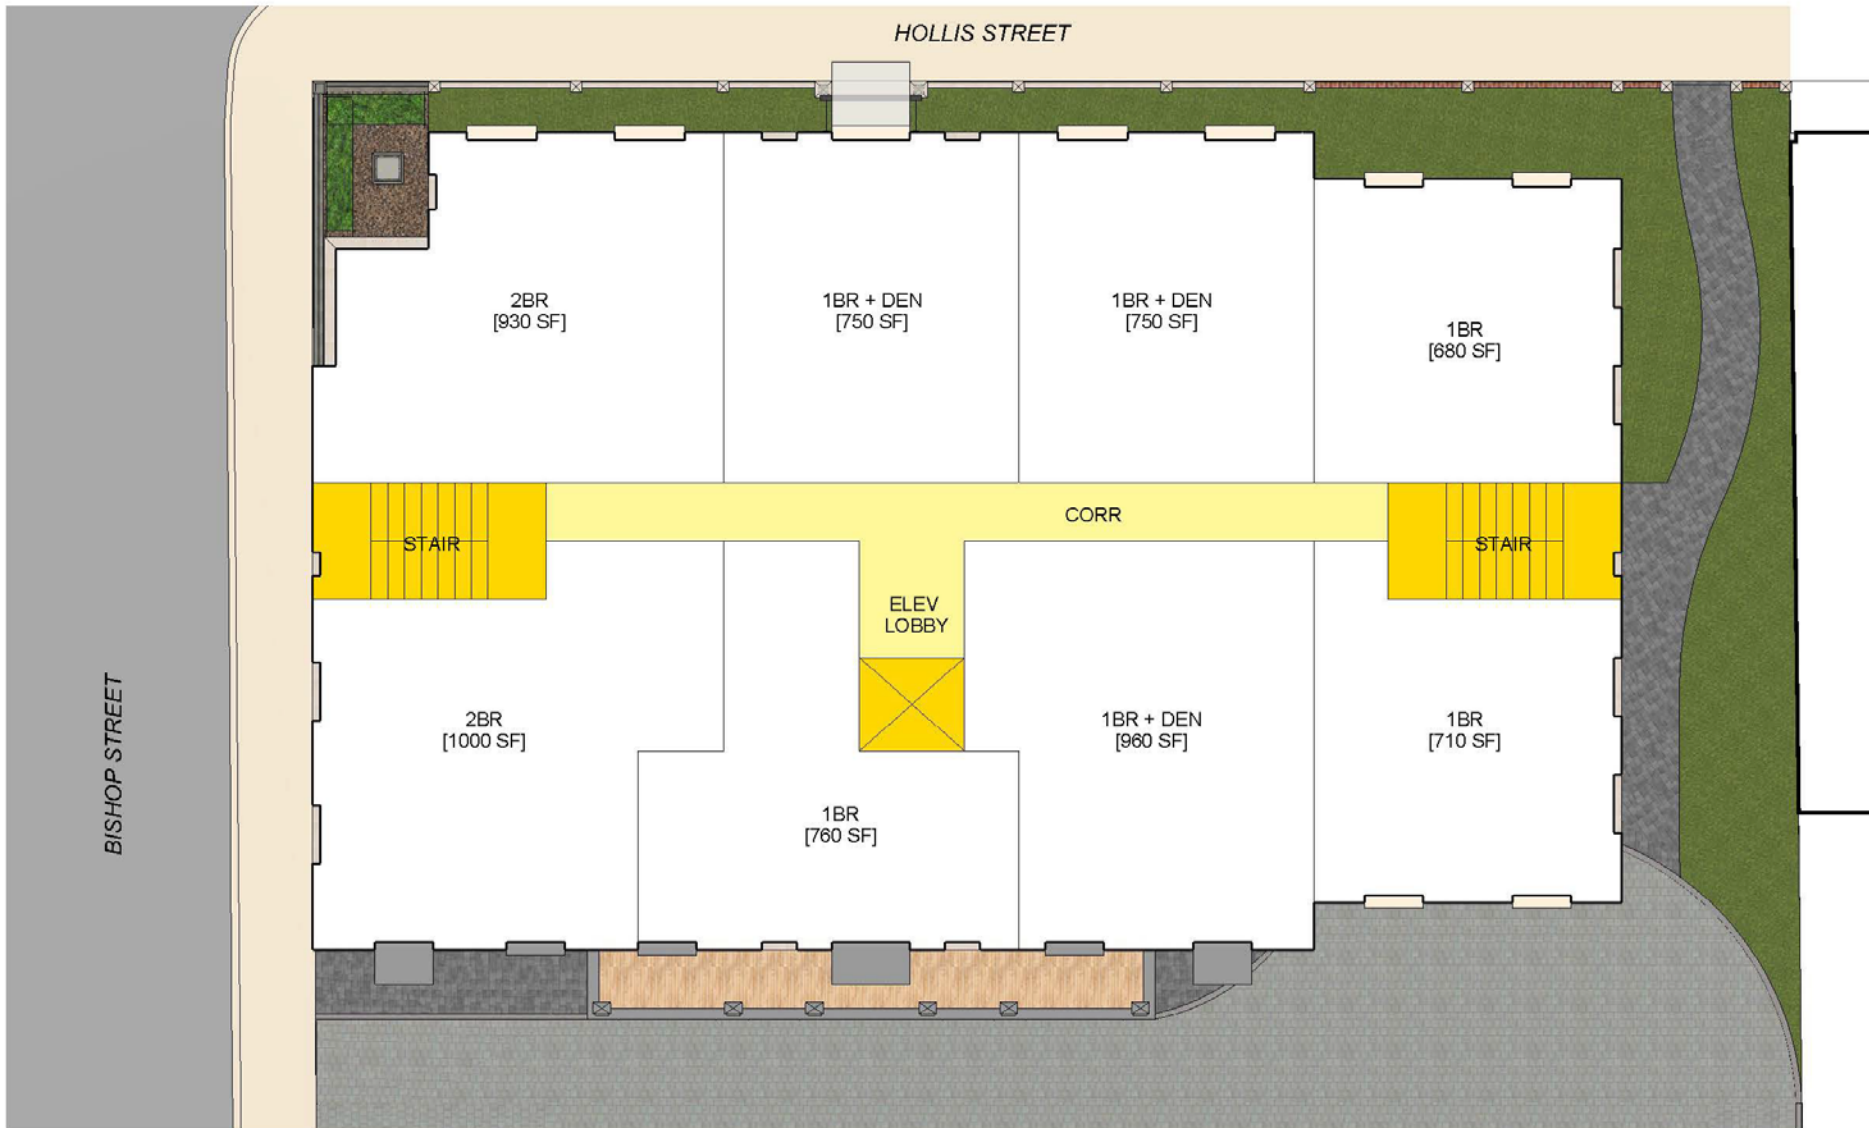 HOLLIS STREET
2BR
[930 SF]
1BR + DEN
[750 SF]
1BR + DEN
[750 SF]
1BR
[680 SF]
CORR
STAIR
STAIR
ELEV
LOBBY
BISHOP STREET
2BR
[1000 SF]
1BR + DEN
[960 SF]
1BR
[710 SF]
1BR
[760 SF]